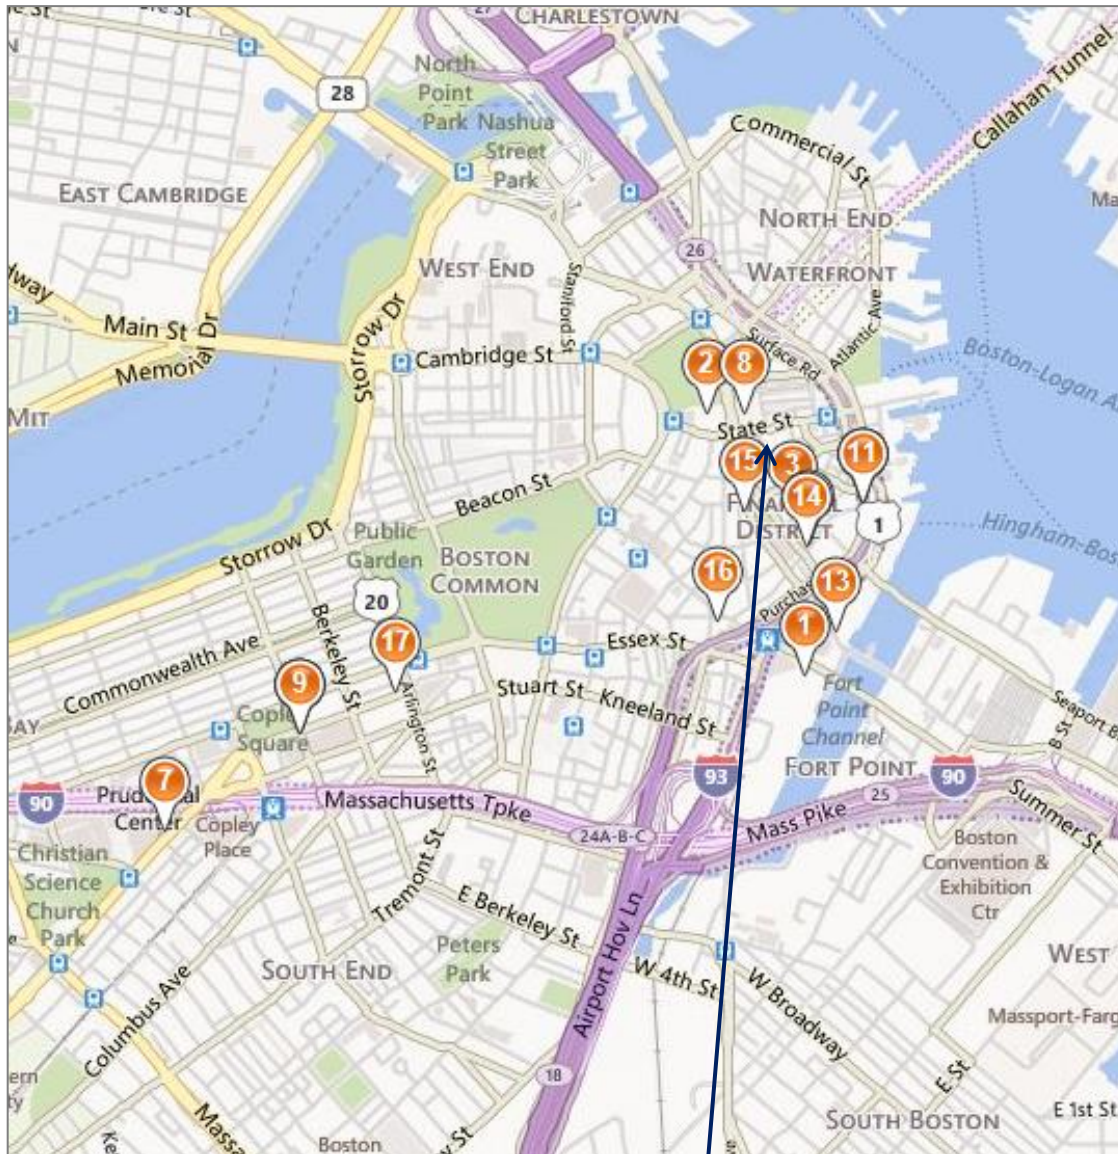 27
CHARLESTOWN
28
North
Point
Park
Nashua
Street
Park
Commercial St
Callahan Tunnel
EAST CAMBRIDGE
NORTH END
26
WEST END
WATERFRONT
Staniford St
Storrow Dr
Main St
Memorial Dr
Cambridge St
Surface Rd
Atlantic Ave
MIT
2
8
State St
15
3
11
14
DISTRICT
1
Beacon St
Public
Garden
Storrow Dr
BOSTON
COMMON
20
16
13
1
Essex St
Commonwealth Ave
Berkeley St
17
9
Arlington St
Stuart St
Kneeland St
Square
Fort
Point
Channel
B St
7
90
Center
Copley
Place
Massachusetts Tpke
24A-B-C
93
FORT POINT
90
25
Mass Pike
Summer St
Christian
Science
Church
Park
Boston
Convention &
Exhibition
Ctr
Tremont St
E Berkeley St
Peters
Park
SOUTH END
Columbus Ave
Airport Hov Ln
W 4th St
W Broadway
WEST
18
E St
SOUTH BOSTON
E 1st St
Boston